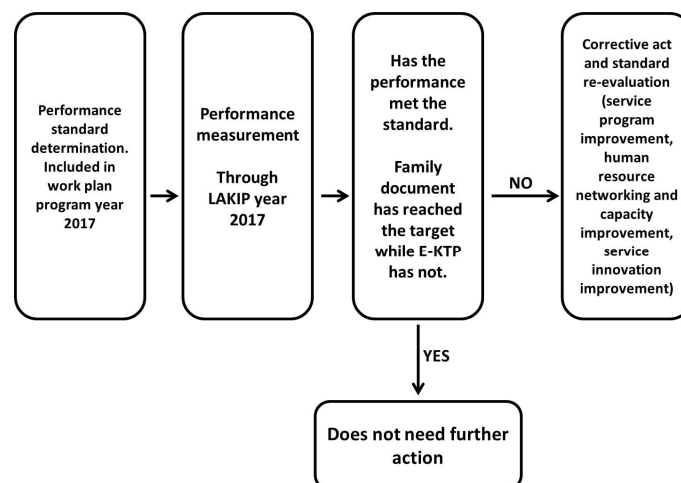 Performance
standard
determination.
Included in
work plan
program year
2017
Performance
measurement
Through
LAKIP year
2017
Has the
performance
met the
standard.
Family
document
has reached
the target
while E-KTP
has not.
NO
Corrective act
and standard
re-evaluation
(service
program
improvement,
human
resource
networking and
capacity
improvement,
service
innovation
improvement)
YES
Does not need further
action